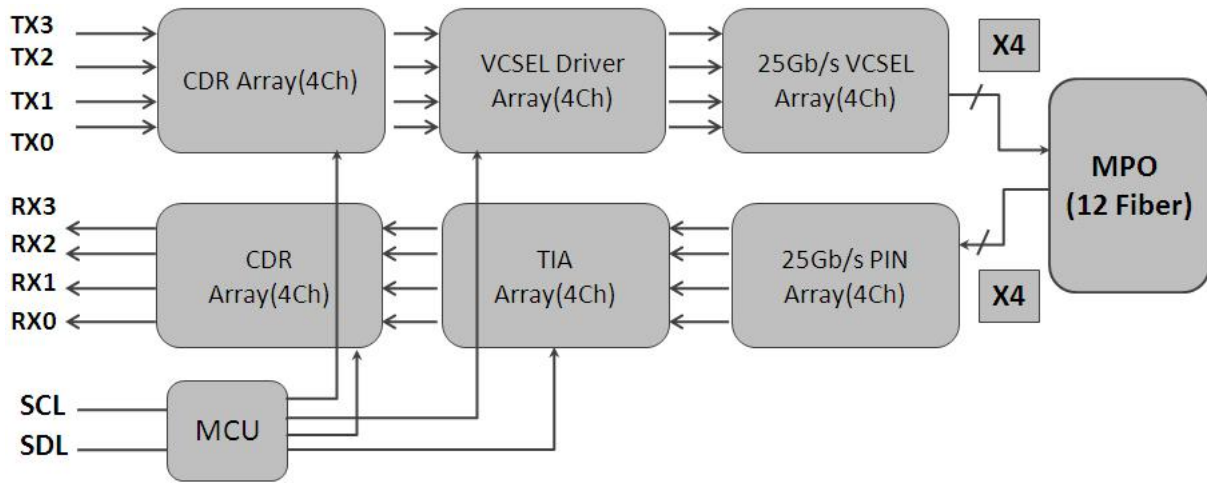 TX3
TX2
TX1
TX0
CDR Array(4Ch)
VCSEL Driver
Array(4Ch)
25Gb/s VCSEL
Array(4Ch)
X4
MPO
(12 Fiber)
RX3
RX2
RX1
RX0
CDR
Array(4Ch)
TIA
Array(4Ch)
25Gb/s PIN
Array(4Ch)
X4
SCL
SDL
MCU